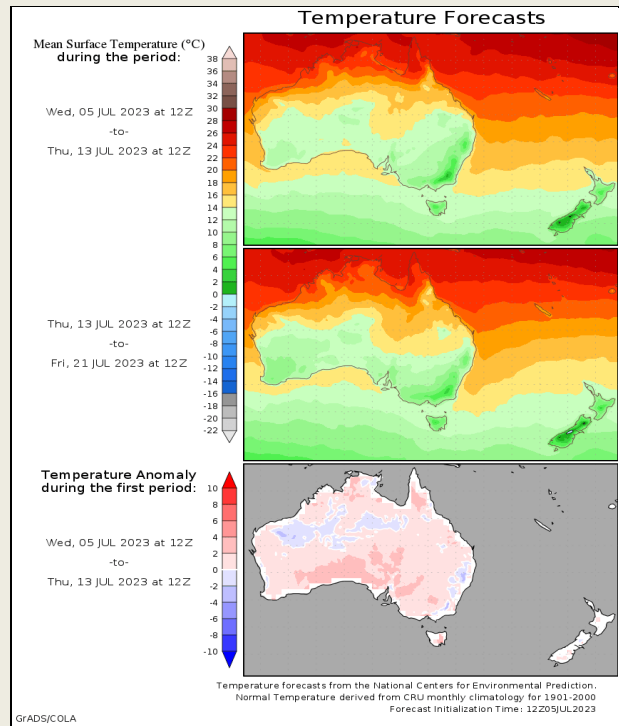 Temperature Forecasts
Mean Surface Temperature (°C)
during the period:
38
36
34
32
30
28
26
24
22
20
18
16
14
12
10
8
6
4
2
0
-2
-4
-6
-8
-10
-12
-14
-16
-18
-20
-22
Wed, 05 JUL 2023 at 12Z
-to-
Thu, 13 JUL 2023 at 12Z
Thu, 13 JUL 2023 at 12Z
-to-
Fri, 21 JUL 2023 at 12Z
Temperature Anomaly
during the first period:
10
8
6
4
2
0
-2
-4
-6
-8
-10
Wed, 05 JUL 2023 at 12Z
-to-
Thu, 13 JUL 2023 at 12Z
Temperature forecasts from the National Centers for Environmental Prediction.
Normal Temperature derived from CRU monthly climatology for 1901-2000
Forecast Initialization Time: 12Z05JUL2023
GrADS/COLA